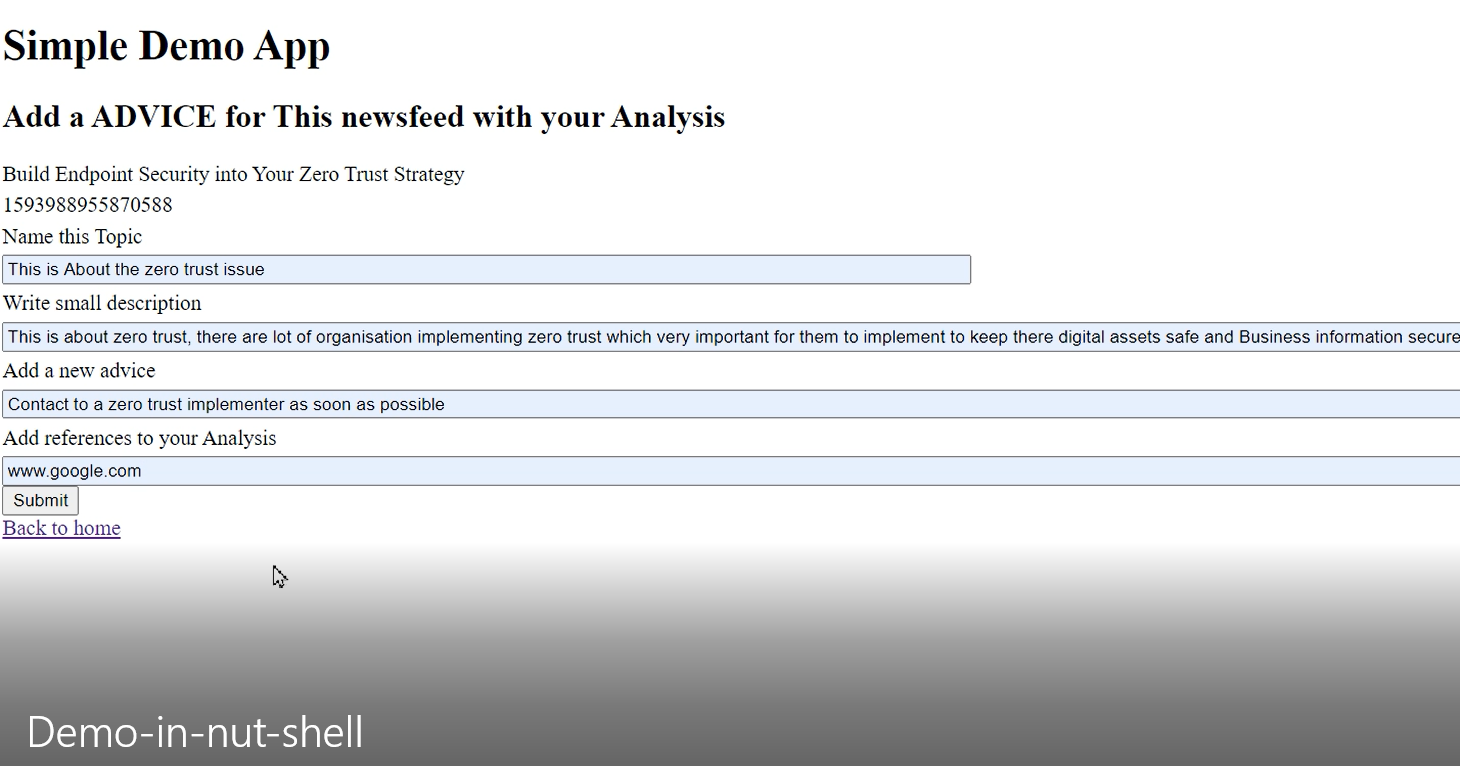 Simple Demo App
Add a ADVICE for This newsfeed with your Analysis
Build Endpoint Security into Your Zero Trust Strategy
1593988955870588
Name this Topic
This is About the zero trust issue
Write small description
This is about zero trust, there are lot of organisation implementing zero trust which very important for them to implement to keep there digital assets safe and Business information secure
Add a new advice
Contact to a zero trust implementer as soon as possible
Add references to your Analysis
www.google.com
Submit
Back to home
Demo-in-nut-shell